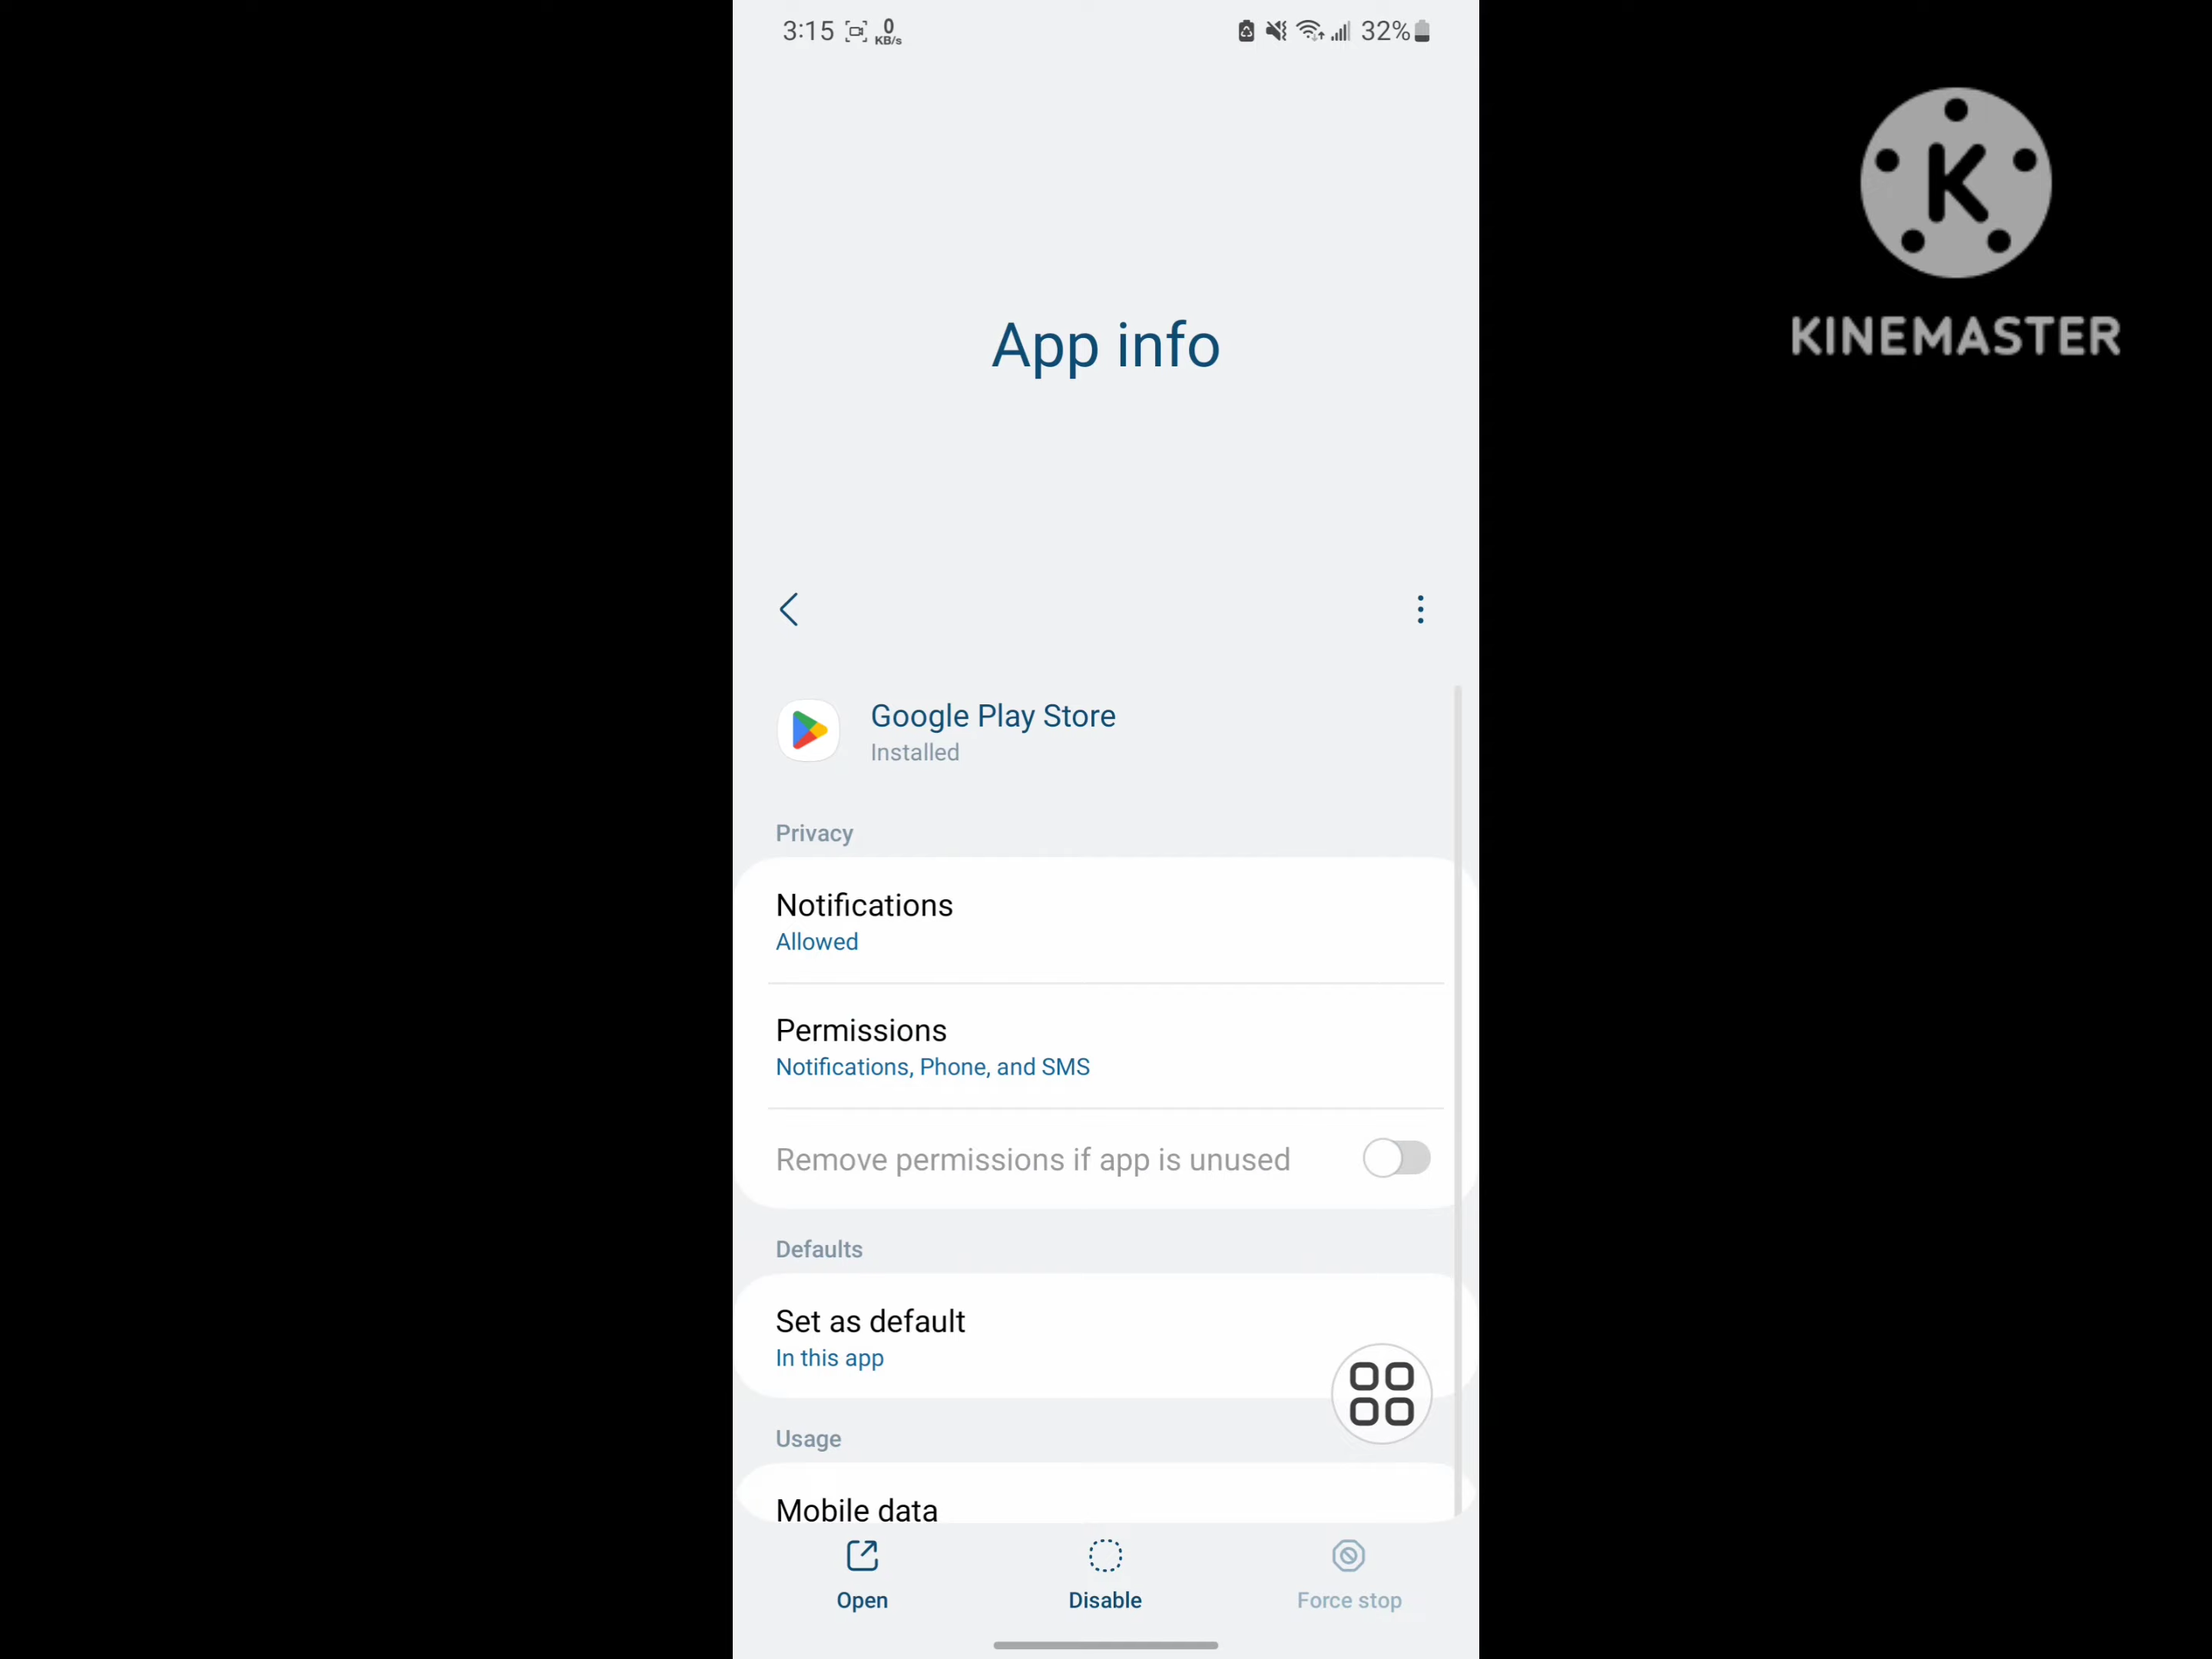 3:15
0
KB/s
32%
K
KINEMASTER
App info
Google Play Store
Installed
Privacy
Notifications
Allowed
Permissions
Notifications, Phone, and SMS
Remove permissions if app is unused
Defaults
Set as default
In this app
Usage
Mobile data
Open
Disable
Force stop